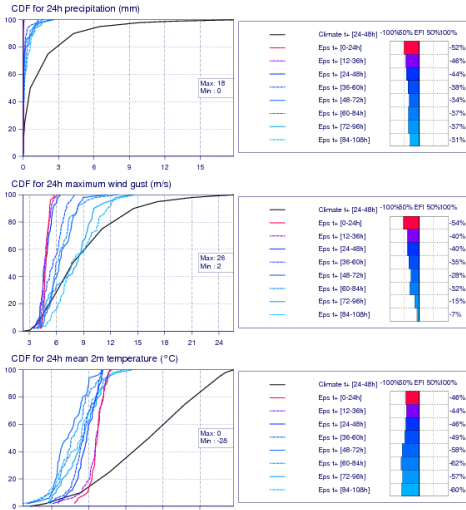 CDF for 24h precipitation (mm)
100
80
60
40
20
0
0 3 6 9 12 15
Max: 18
Min : 0
-100%50% EFI 50%100%
Climate t+ [24-48h]
Eps t+ [0-24h] -52%
Eps t+ [12-36h] -46%
Eps t+ [24-48h] -44%
Eps t+ [36-60h] -38%
Eps t+ [48-72h] -34%
Eps t+ [60-84h] -37%
Eps t+ [72-96h] -37%
Eps t+ [84-108h] -31%
CDF for 24h maximum wind gust (m/s)
100
80
60
40
20
0
3 6 9 12 15 18 21 24
Max: 26
Min : 2
-100%50% EFI 50%100%
Climate t+ [24-48h]
Eps t+ [0-24h] -54%
Eps t+ [12-36h] -40%
Eps t+ [24-48h] -40%
Eps t+ [36-60h] -35%
Eps t+ [48-72h] -28%
Eps t+ [60-84h] -32%
Eps t+ [72-96h] -15%
Eps t+ [84-108h] -7%
CDF for 24h mean 2m temperature (°C)
100
80
60
40
20
0
Max: 0
Min : -28
-100%50% EFI 50%100%
Climate t+ [24-48h]
Eps t+ [0-24h] -46%
Eps t+ [12-36h] -44%
Eps t+ [24-48h] -46%
Eps t+ [36-60h] -49%
Eps t+ [48-72h] -58%
Eps t+ [60-84h] -62%
Eps t+ [72-96h] -57%
Eps t+ [84-108h] -60%